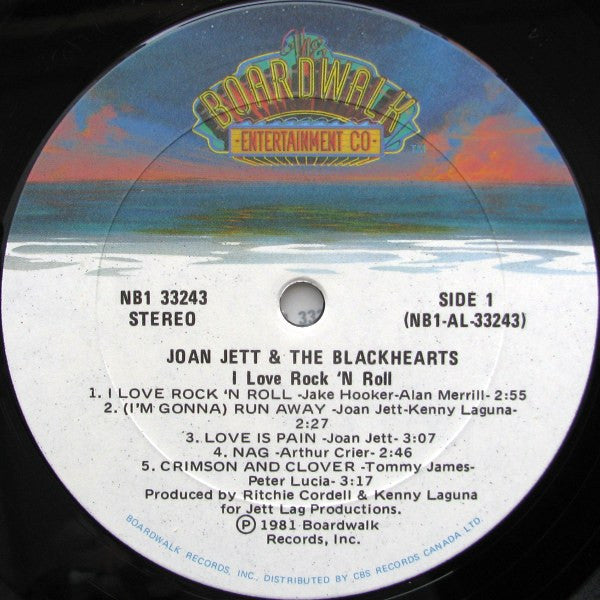 The
BOARDWALK
-ENTERTAINMENT CO-
TM
NB1 33243
STEREO
SIDE 1
(NB1-AL-33243)
33
JOAN JETT & THE BLACKHEARTS
I Love Rock 'N Roll
1. I LOVE ROCK 'N ROLL -Jake Hooker-Alan Merrill- 2:55
2. (I'M GONNA) RUN AWAY -Joan Jett-Kenny Laguna-
2:27
3. LOVE IS PAIN -Joan Jett- 3:07
4. NAG -Arthur Crier- 2:46
5. CRIMSON AND CLOVER -Tommy James-
Peter Lucia- 3:17
Produced by Ritchie Cordell & Kenny Laguna
for Jett Lag Productions.
Ⓟ 1981 Boardwalk
Records, Inc.
BOARDWALK RECORDS, INC., DISTRIBUTED BY CBS RECORDS CANADA LTD.